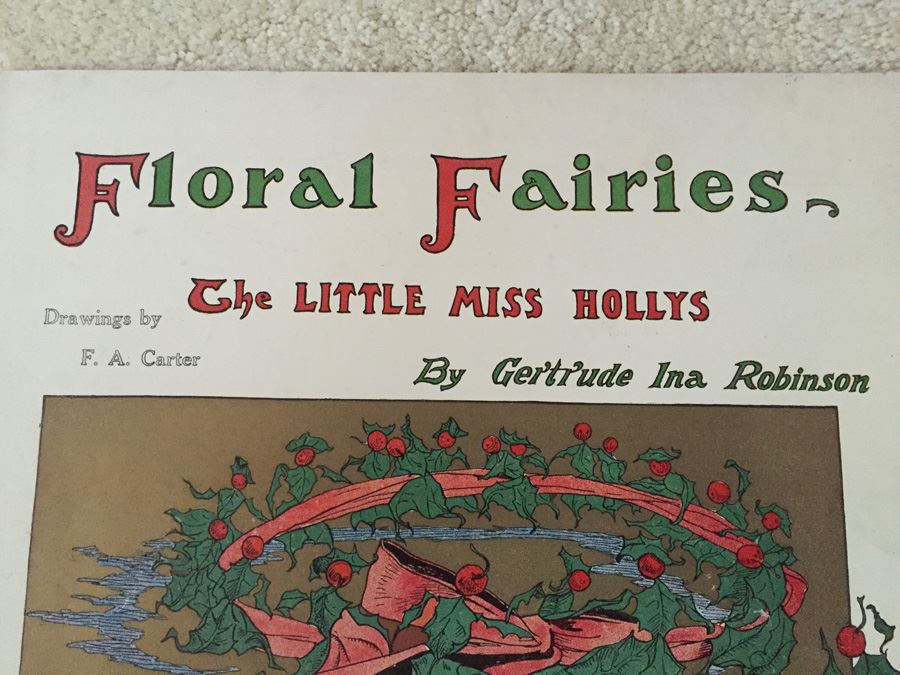 Floral Fairies
The LITTLE MISS HOLLYS
Drawings by
F. A. Carter
By Gertrude Ina Robinson